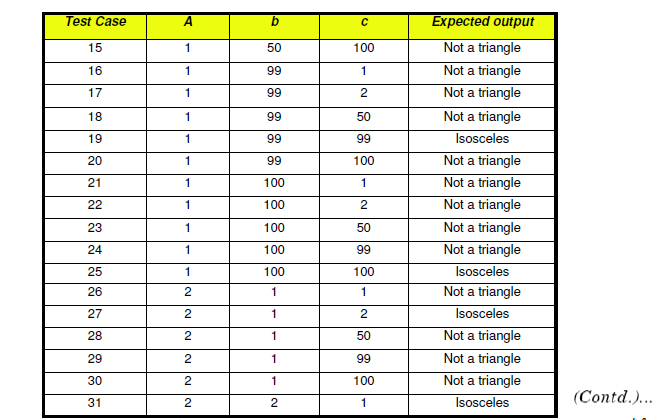 Test Case A b c Expected output
15 1 50 100 Not a triangle
16 1 99 1 Not a triangle
17 1 99 2 Not a triangle
18 1 99 50 Not a triangle
19 1 99 99 Isosceles
20 1 99 100 Not a triangle
21 1 100 1 Not a triangle
22 1 100 2 Not a triangle
23 1 100 50 Not a triangle
24 1 100 99 Not a triangle
25 1 100 100 Isosceles
26 2 1 1 Not a triangle
27 2 1 2 Isosceles
28 2 1 50 Not a triangle
29 2 1 99 Not a triangle
30 2 1 100 Not a triangle
31 2 2 1 Isosceles
(Contd.)...